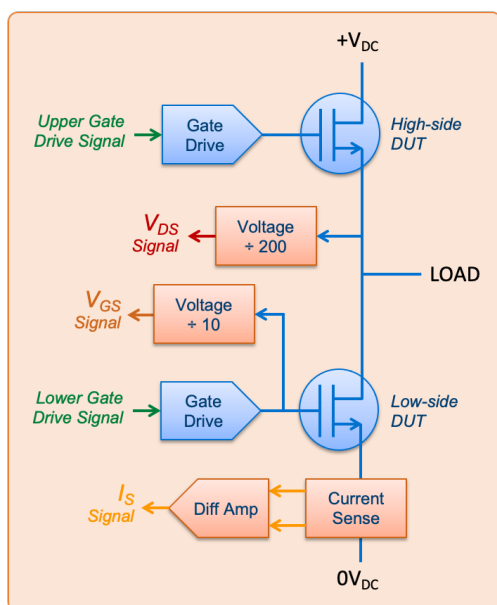 +VDC
Upper Gate
Drive Signal
Gate
Drive
High-side
DUT
VDS
Signal
Voltage
÷ 200
LOAD
VGS
Signal
Voltage
÷ 10
Lower Gate
Drive Signal
Gate
Drive
Low-side
DUT
IS
Signal
Diff Amp
Current
Sense
0VDC